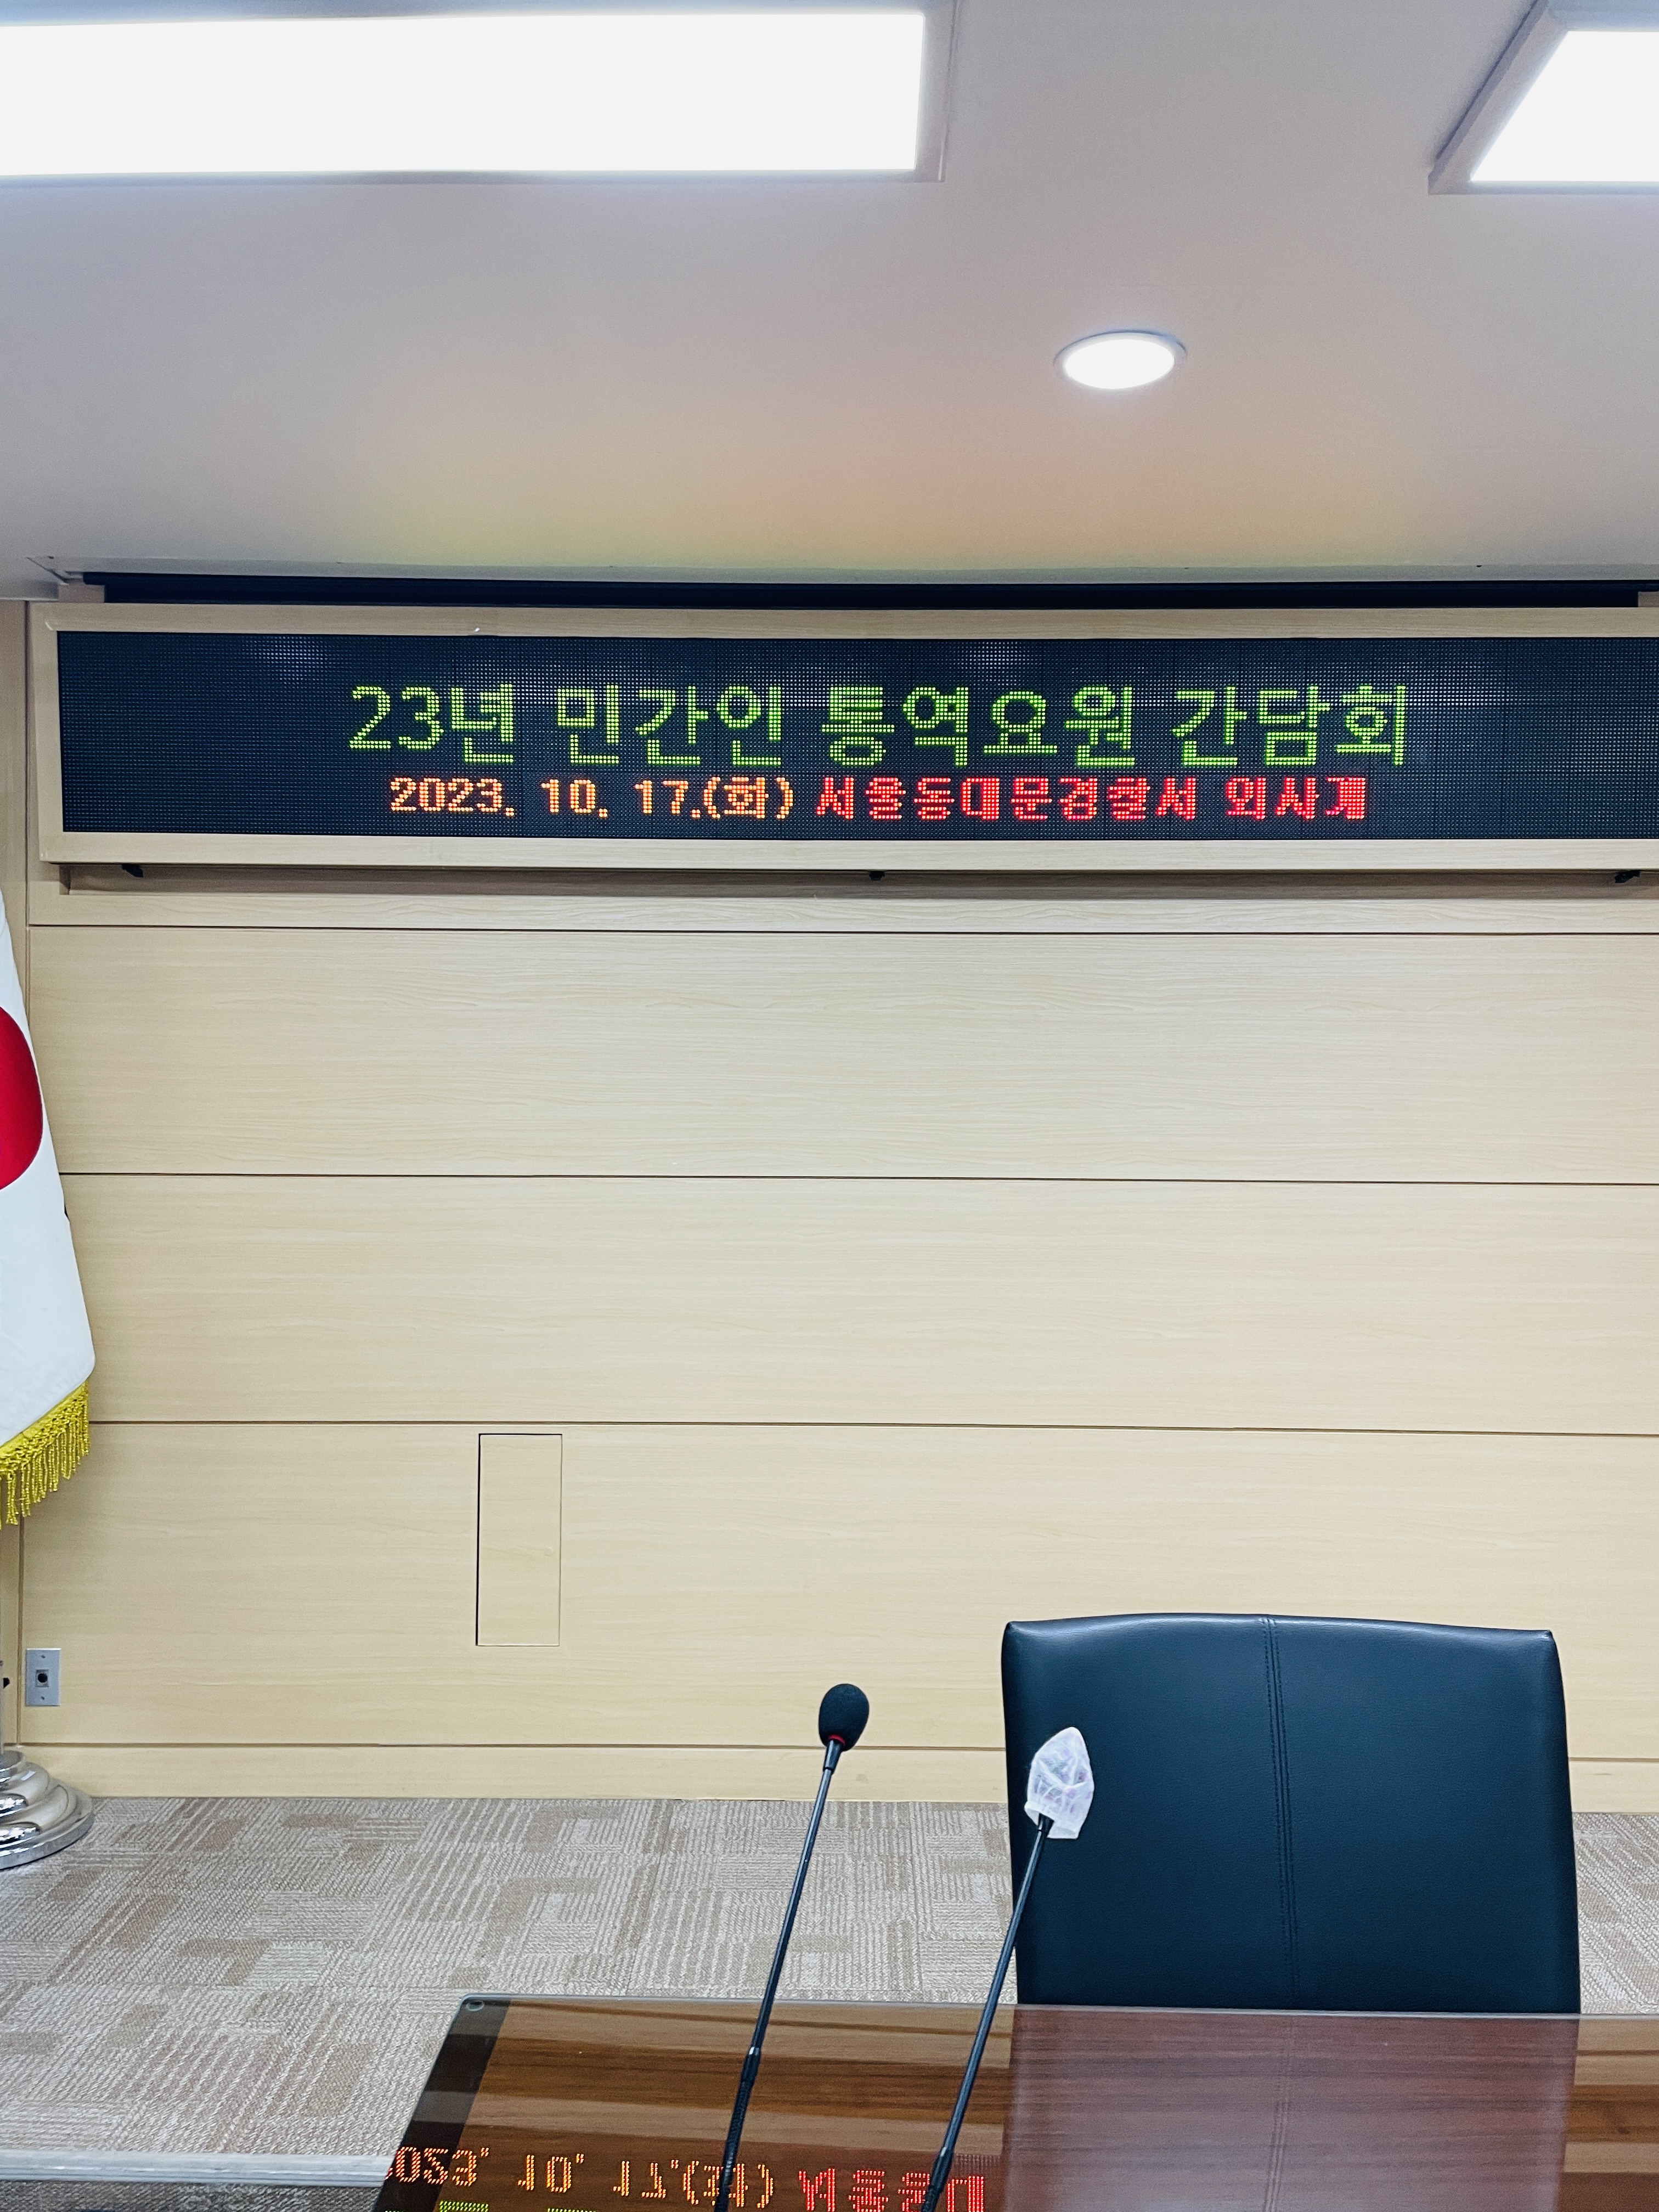 23년 민간인 통역요원 간담회
2023. 10. 17.(화) 서울동대문경찰서 외사계